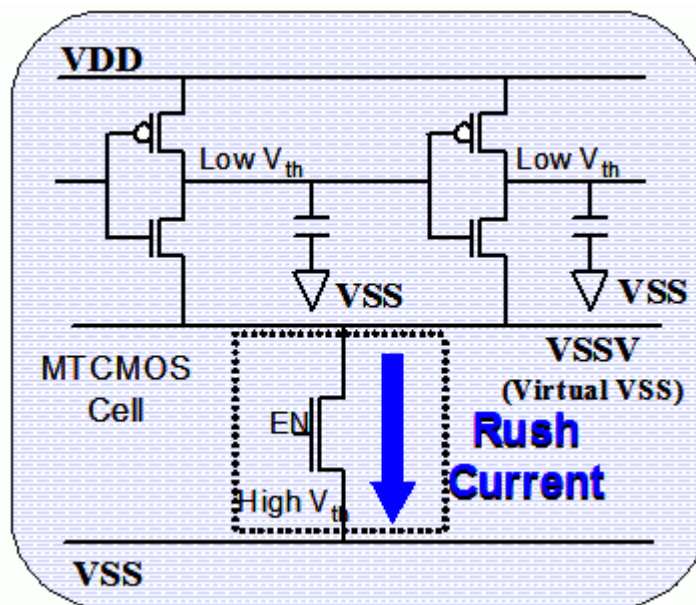 VDD
Low Vth
Low Vth
VSS
VSS
VSSV
(Virtual VSS)
MTCMOS
Cell
EN
High Vth
Rush
Current
VSS